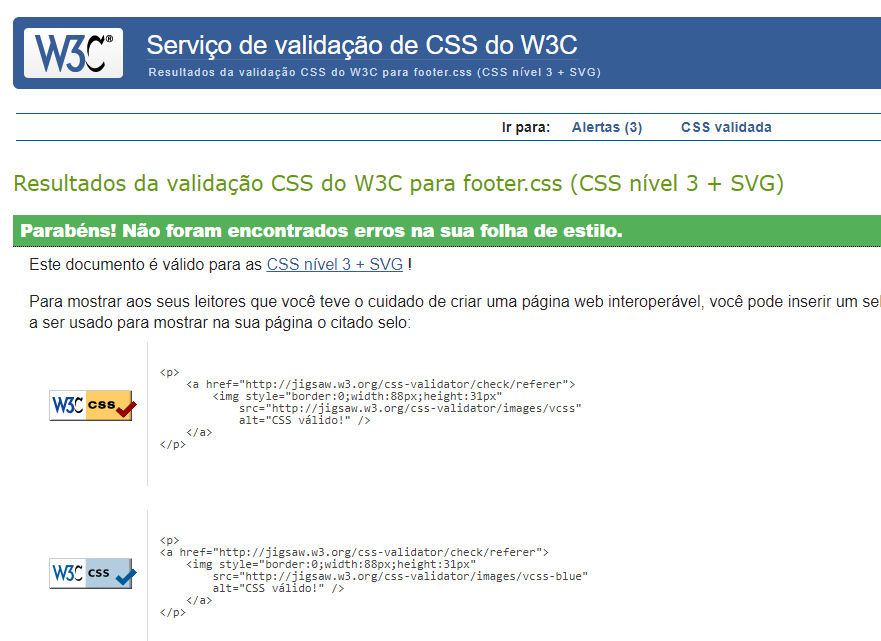 W3C®
Serviço de validação de CSS do W3C
Resultados da validação CSS do W3C para footer.css (CSS nível 3 + SVG)
Ir para: Alertas (3) CSS validada
Resultados da validação CSS do W3C para footer.css (CSS nível 3 + SVG)
Parabéns! Não foram encontrados erros na sua folha de estilo.
Este documento é válido para as CSS nível 3 + SVG !
Para mostrar aos seus leitores que você teve o cuidado de criar uma página web interoperável, você pode inserir um sel
a ser usado para mostrar na sua página o citado selo:
W3C css
<p>
<a href="http://jigsaw.w3.org/css-validator/check/referer">
<img style="border:0;width:88px;height:31px"
src="http://jigsaw.w3.org/css-validator/images/vcss"
alt="CSS válido!" />
</a>
</p>
W3C css
<p>
<a href="http://jigsaw.w3.org/css-validator/check/referer">
<img style="border:0;width:88px;height:31px"
src="http://jigsaw.w3.org/css-validator/images/vcss-blue"
alt="CSS válido!" />
</a>
</p>